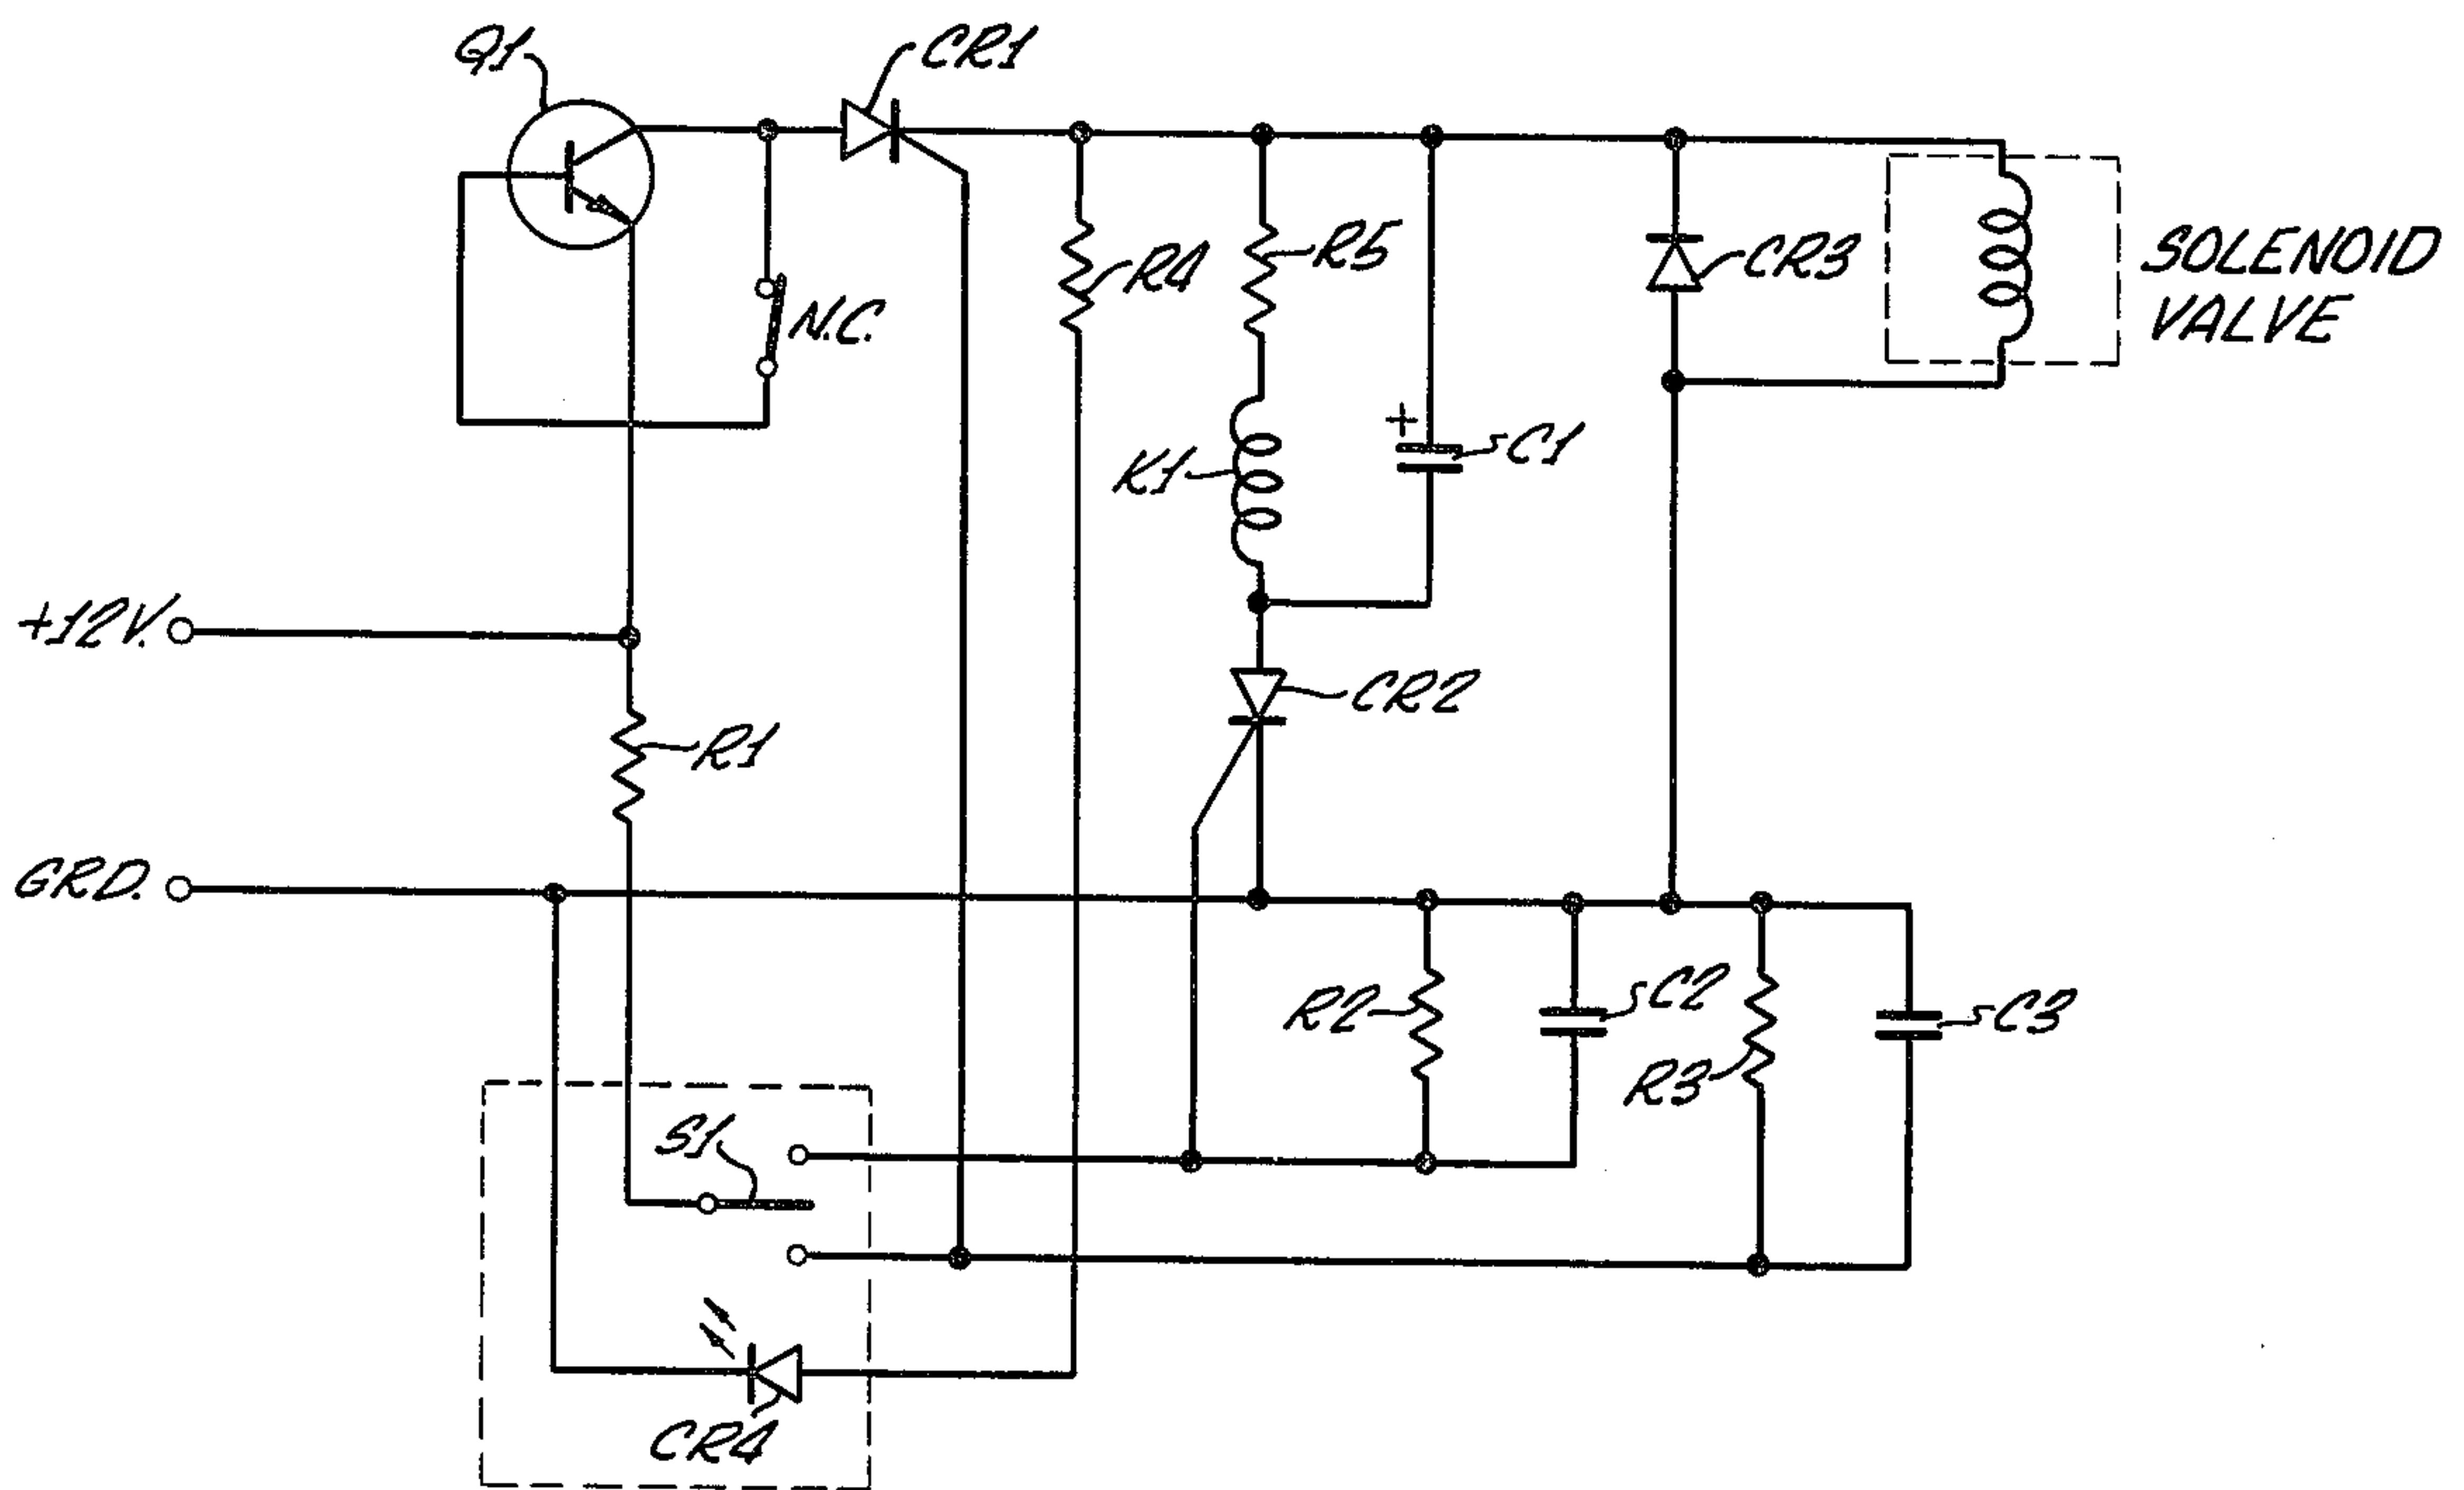 Q1
CR1
R4
R5
CR3
SOLENOID
VALVE
N.C.
K1
+
C1
+12V.
CR2
R1
GRD.
R2
C2
C3
R3
S1
CR4